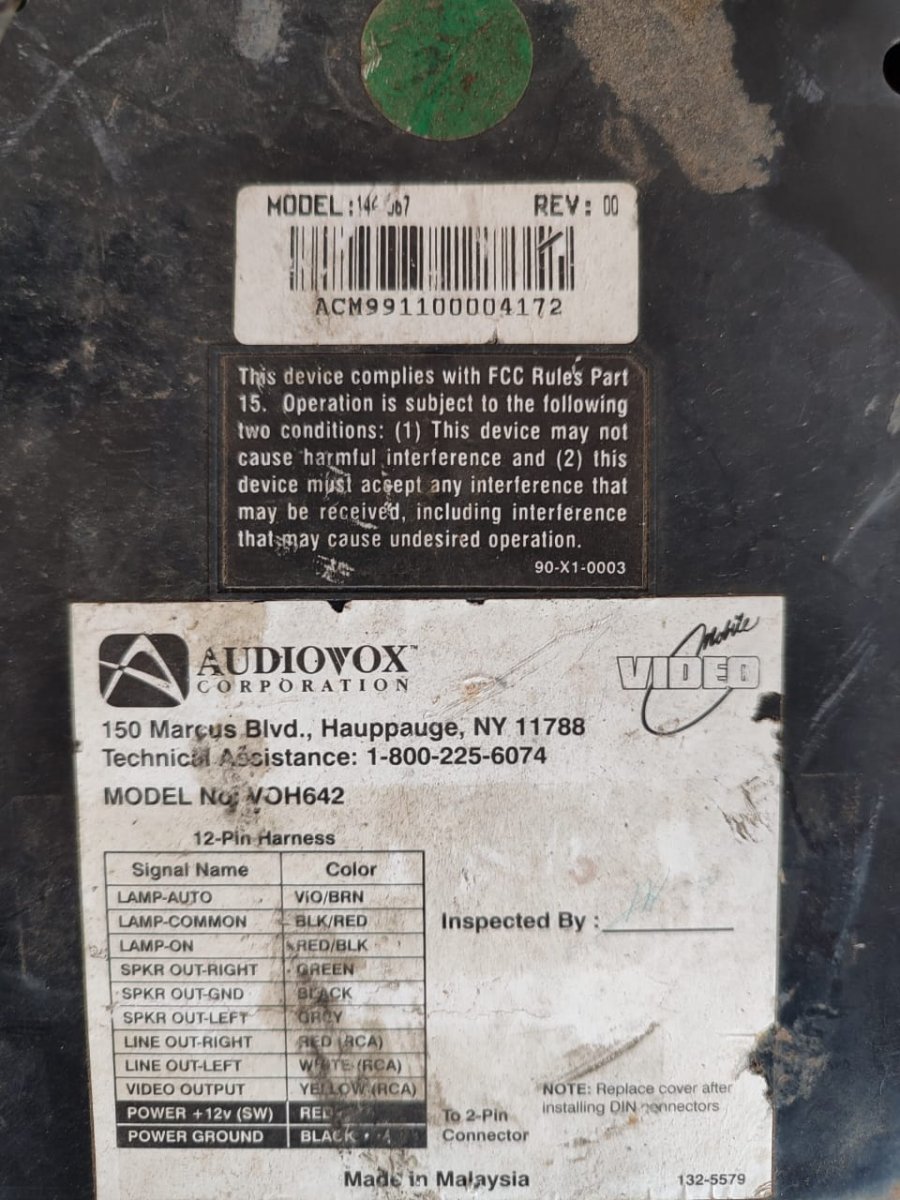 MODEL: REV: 00
ACM991100004172
This device complies with FCC Rules Part
15. Operation is subject to the following
two conditions: (1) This device may not
cause harmful interference and (2) this
device must accept any interference that
may be received, including interference
that may cause undesired operation.
90-X1-0003
AUDIOVOX™
CORPORATION
Mobile
VIDEO
150 Marcus Blvd., Hauppauge, NY 11788
Technical Assistance: 1-800-225-6074
MODEL No: VOH642
12-Pin Harness
Signal Name Color
LAMP-AUTO VIO/BRN
LAMP-COMMON BLK/RED
LAMP-ON RED/BLK
SPKR OUT-RIGHT GREEN
SPKR OUT-GND BLACK
SPKR OUT-LEFT GREY
LINE OUT-RIGHT RED (RCA)
LINE OUT-LEFT WHITE (RCA)
VIDEO OUTPUT YELLOW (RCA)
POWER +12v (SW) RED
POWER GROUND BLACK
To 2-Pin
Connector
Inspected By :
NOTE: Replace cover after
installing DIN connectors
Made in Malaysia
132-5579